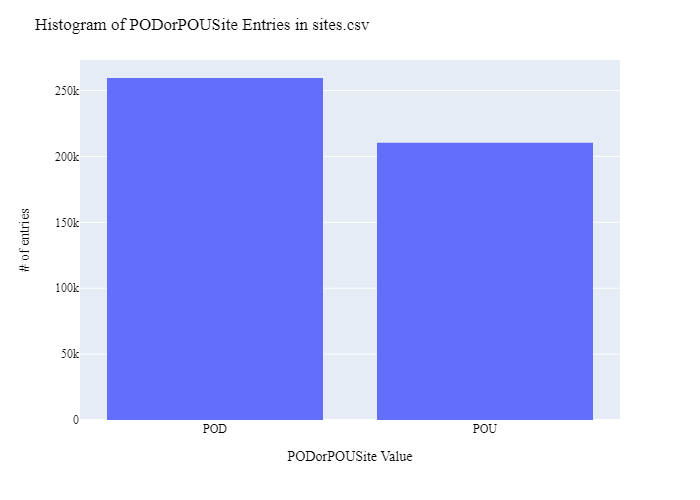 Histogram of PODorPOUSite Entries in sites.csv
250k
200k
150k
100k
50k
0
# of entries
POD POU
PODorPOUSite Value